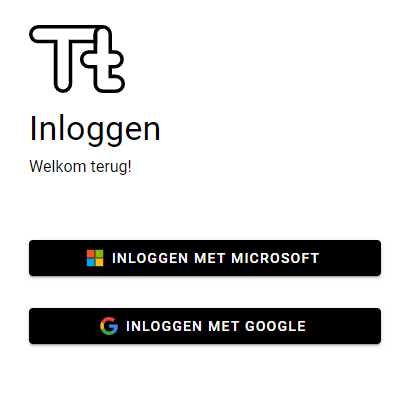 Tt
Inloggen
Welkom terug!
INLOGGEN MET MICROSOFT
INLOGGEN MET GOOGLE